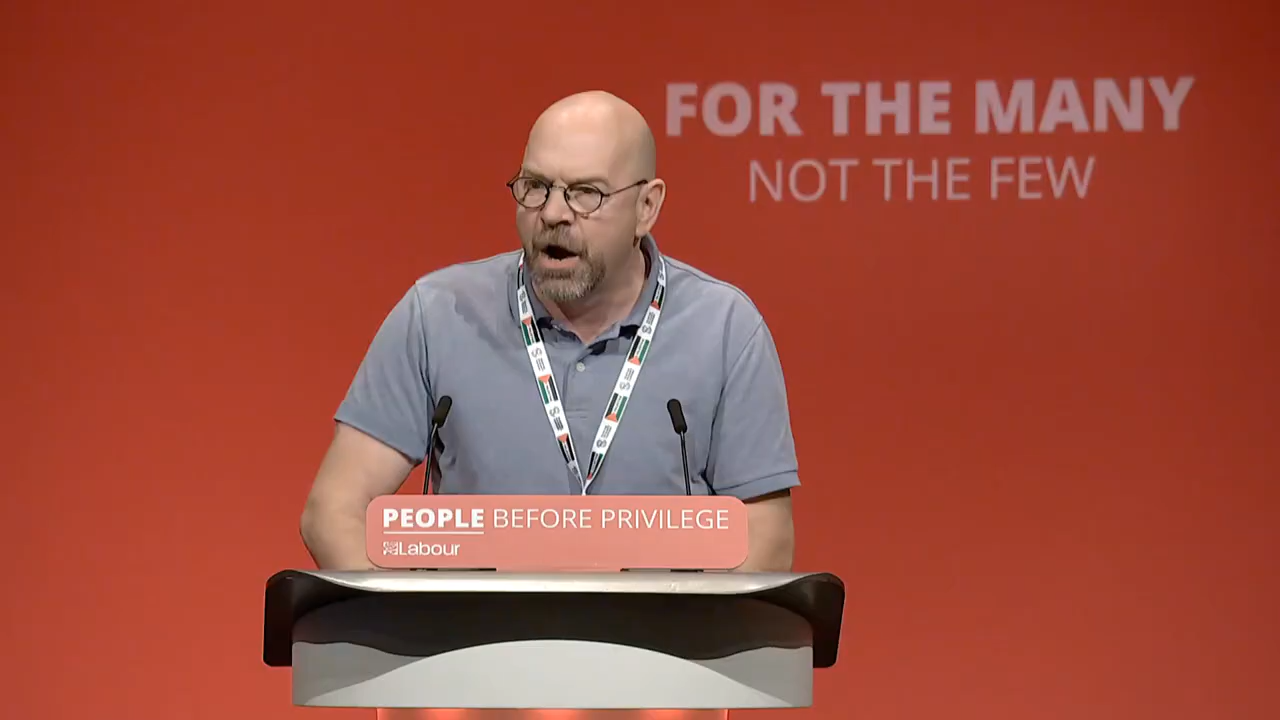 FOR THE MANY
NOT THE FEW
PEOPLE BEFORE PRIVILEGE
Labour